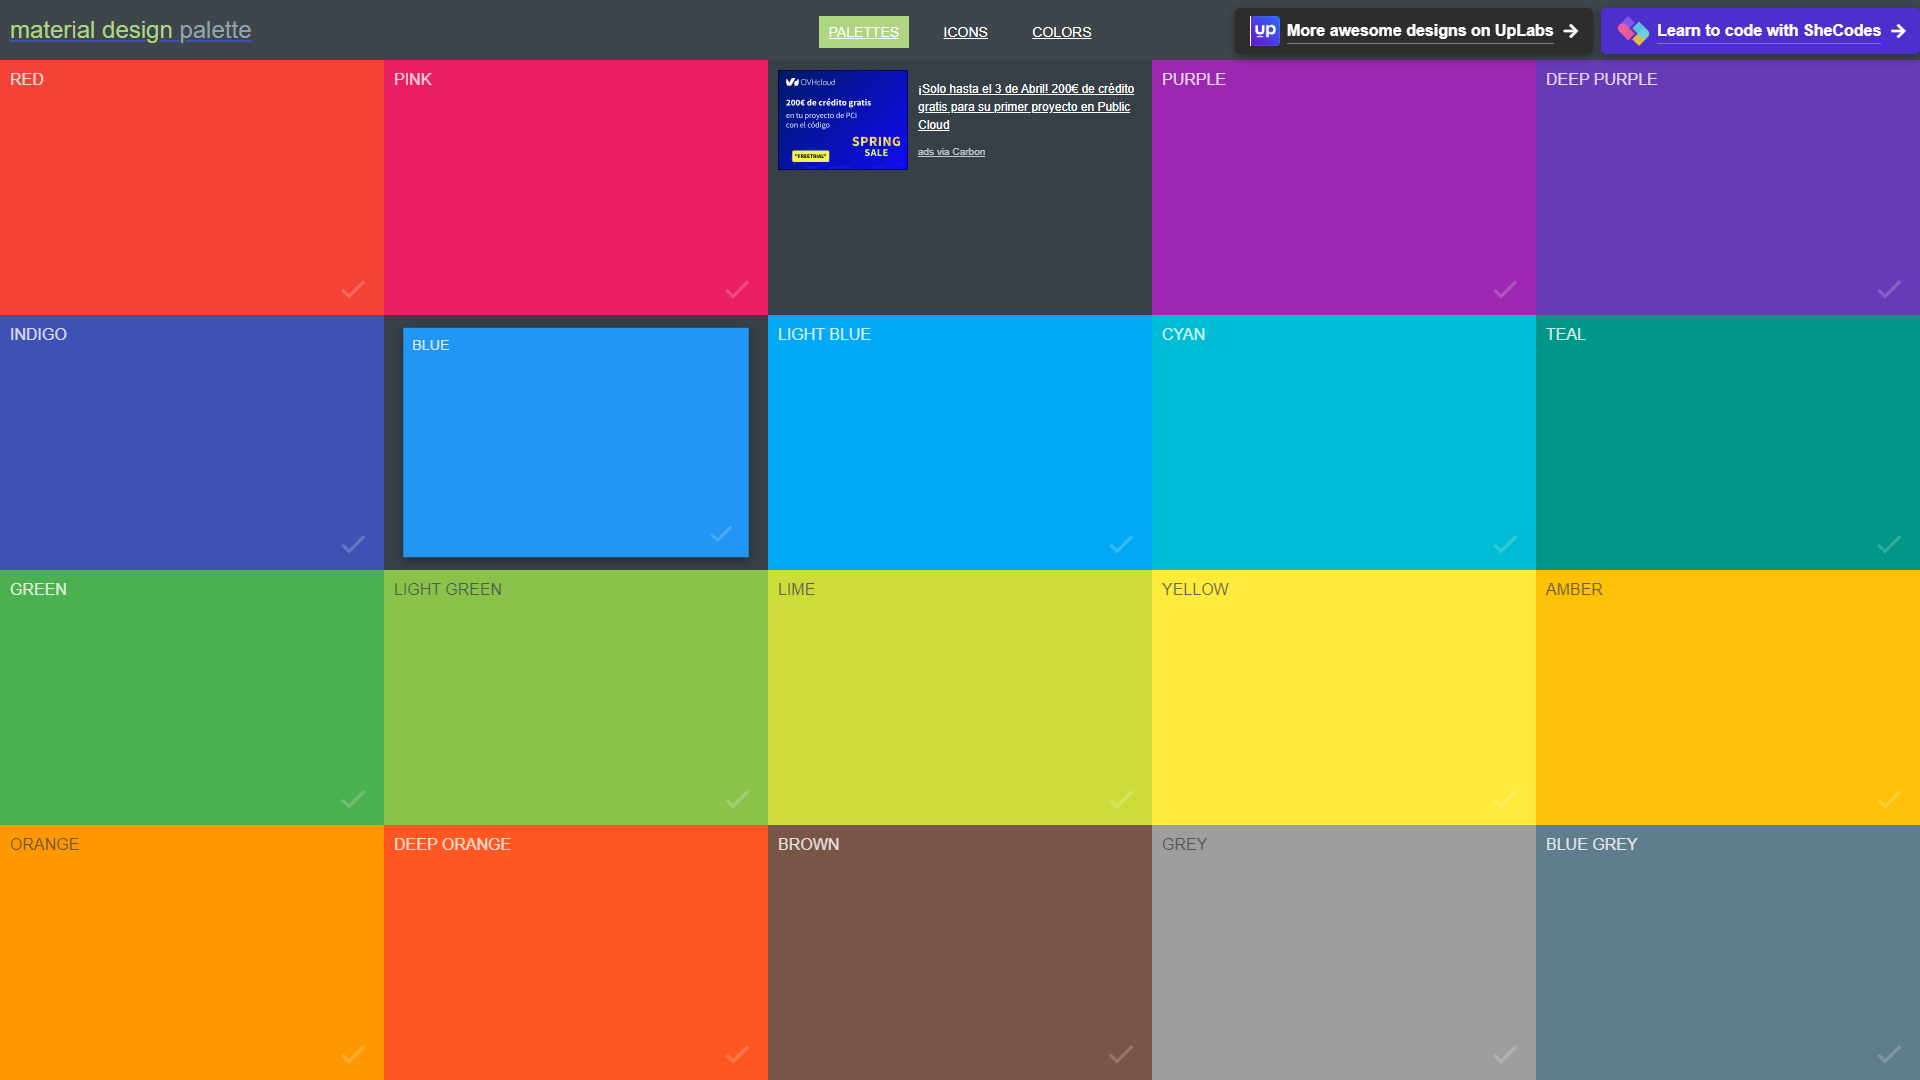 material design palette
PALETTES
ICONS
COLORS
up
More awesome designs on UpLabs
Learn to code with SheCodes
RED
PINK
OVHcloud
200€ de crédito gratis
en tu proyecto de PCI
con el código
SPRING
SALE
"FREETRIAL"
¡Solo hasta el 3 de Abril! 200€ de crédito
gratis para su primer proyecto en Public
Cloud
ads via Carbon
PURPLE
DEEP PURPLE
INDIGO
BLUE
LIGHT BLUE
CYAN
TEAL
GREEN
LIGHT GREEN
LIME
YELLOW
AMBER
ORANGE
DEEP ORANGE
BROWN
GREY
BLUE GREY